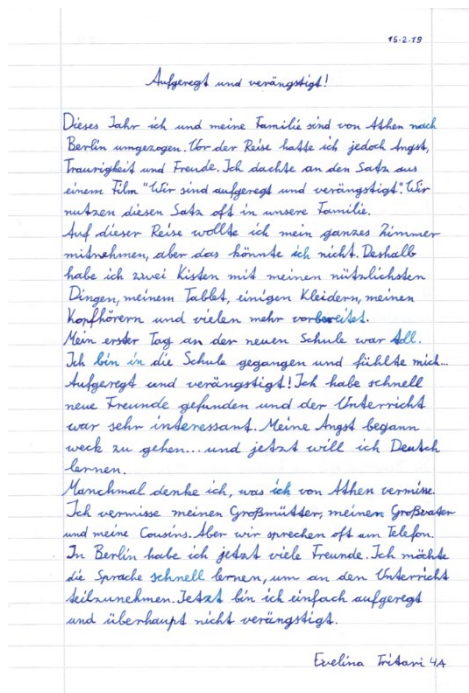 15.2.19
Aufgeregt und verängstigt!
Dieses Jahr ich und meine Familie sind von Athen nach
Berlin umgezogen. Vor der Reise hatte ich jedoch Angst,
Traurigkeit und Freude. Ich dachte an den Satz aus
einem Film "Wir sind aufgeregt und verängstigt". Wir
nutzen diesen Satz oft in unsere Familie.
Auf dieser Reise wollte ich mein ganzes Zimmer
mitnehmen, aber das könnte ich nicht. Deshalb
habe ich zwei Kisten mit meinen nützlichsten
Dingen, meinem Tablet, einigen Kleidern, meinen
Kopfhörern und vielen mehr vorbereitet.
Mein erster Tag an der neuen Schule war toll.
Ich bin in die Schule gegangen und fühlte mich...
Aufgeregt und verängstigt! Ich habe schnell
neue Freunde gefunden und der Unterricht
war sehr interessant. Meine Angst begann
weck zu gehen... und jetzt will ich Deutch
lernen.
Manchmal denke ich, was ich von Athen vermisse.
Ich vermisse meinen Großmütter, meinen Großvater
und meine Cousins. Aber wir sprechen oft am Telefon.
In Berlin habe ich jetzt viele Freunde. Ich möchte
die Sprache schnell lernen, um an den Unterricht
teilzunehmen. Jetzt bin ich einfach aufgeregt
und überhaupt nicht verängstigt.
Evelina Tritari 4A